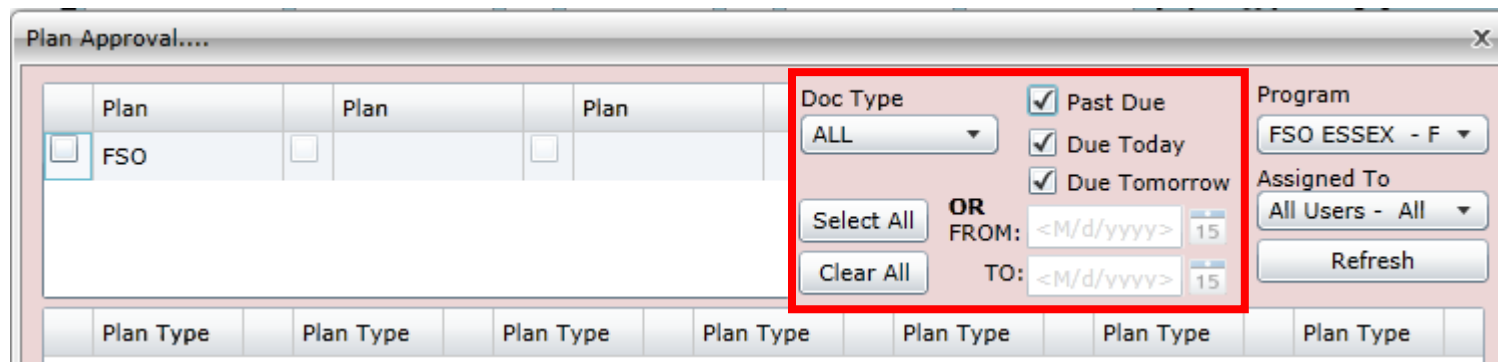 Plan Approval....
X
Plan Plan Plan
FSO
Doc Type
ALL
Past Due
Due Today
Due Tomorrow
Select All
Clear All
OR
FROM: <M/d/yyyy> 15
TO: <M/d/yyyy> 15
Program
FSO ESSEX - F
Assigned To
All Users - All
Refresh
Plan Type Plan Type Plan Type Plan Type Plan Type Plan Type Plan Type